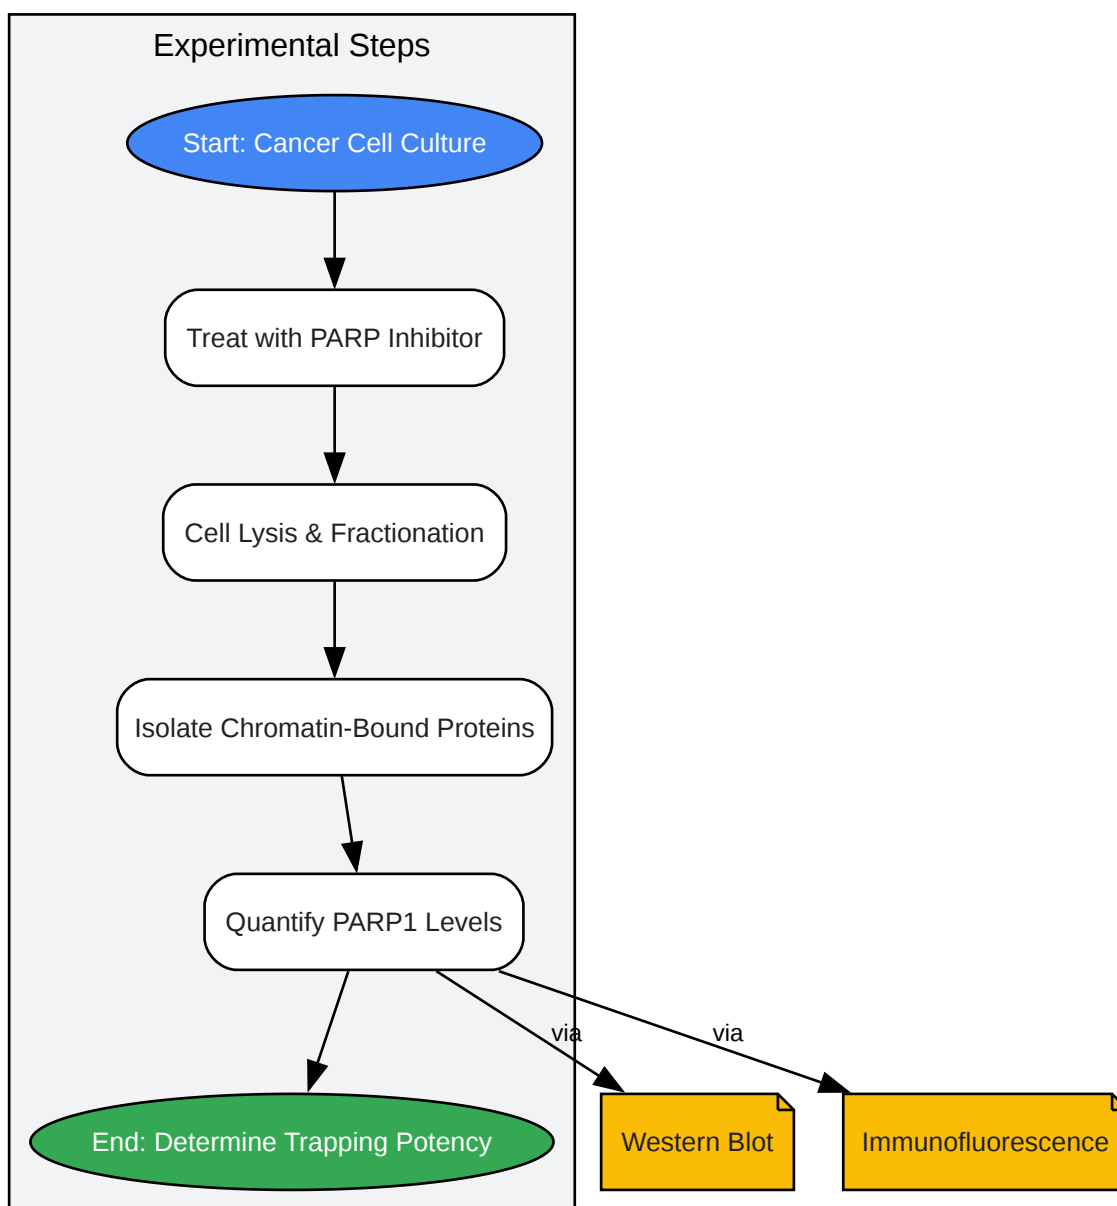 Experimental Steps
Start: Cancer Cell Culture
Treat with PARP Inhibitor
Cell Lysis & Fractionation
Isolate Chromatin-Bound Proteins
Quantify PARP1 Levels
via
via
End: Determine Trapping Potency
Western Blot
Immunofluorescence